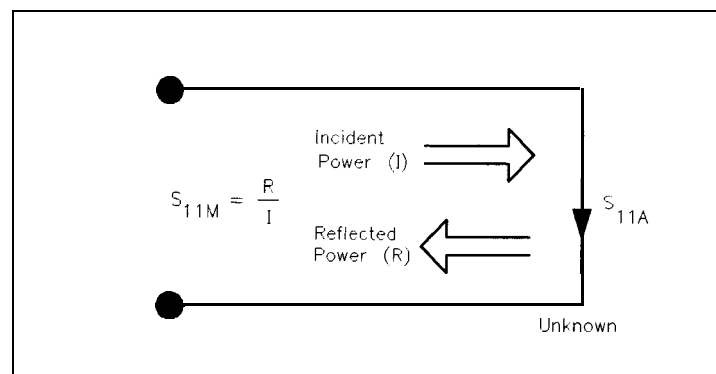 Incident
Power (I)
S11M = R/I
S11A
Reflected
Power (R)
Unknown